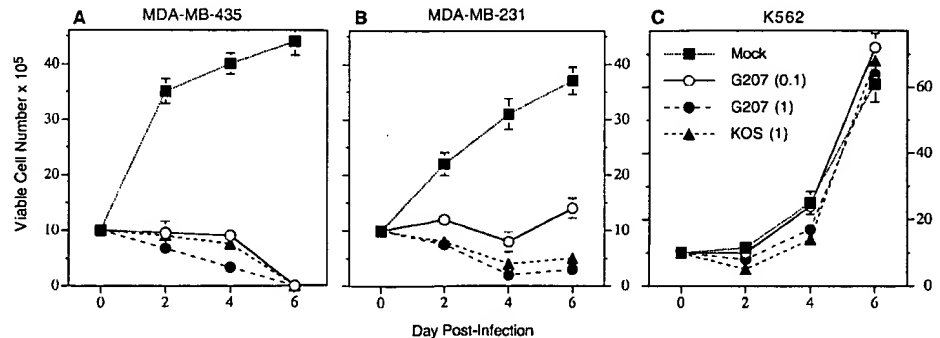 A MDA-MB-435
B MDA-MB-231
C K562
Viable Cell Number x 10⁵
40
30
20
10
0
0 2 4 6
40
30
20
10
0
0 2 4 6
Mock
G207 (0.1)
G207 (1)
KOS (1)
60
40
20
0
0 2 4 6
Day Post-Infection